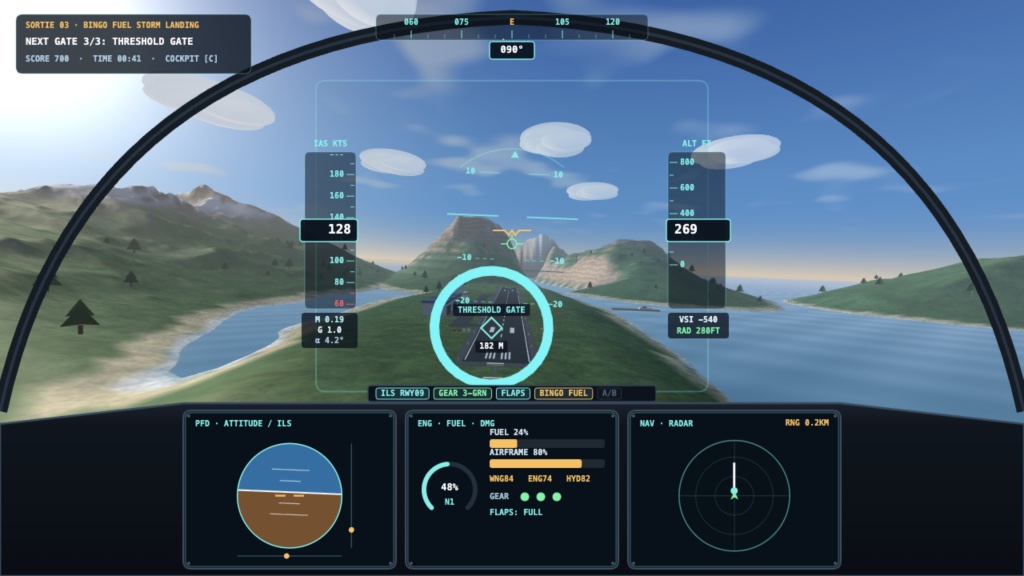 SORTIE 03 · BINGO FUEL STORM LANDING
NEXT GATE 3/3: THRESHOLD GATE
SCORE 700 · TIME 00:41 · COCKPIT [C]
060 075 E 105 120
090°
IAS KTS
180
160
140
128
100
80
60
M 0.19
G 1.0
α 4.2°
10 10
-10 -10
-20 -20
THRESHOLD GATE
182 M
ALT FT
800
600
400
269
0
VSI -540
RAD 280FT
ILS RWY09 GEAR 3-GRN FLAPS BINGO FUEL A/B
PFD · ATTITUDE / ILS
ENG · FUEL · DMG
FUEL 24%
AIRFRAME 80%
WNG84 ENG74 HYD82
48%
N1
GEAR
FLAPS: FULL
NAV · RADAR RNG 0.2KM